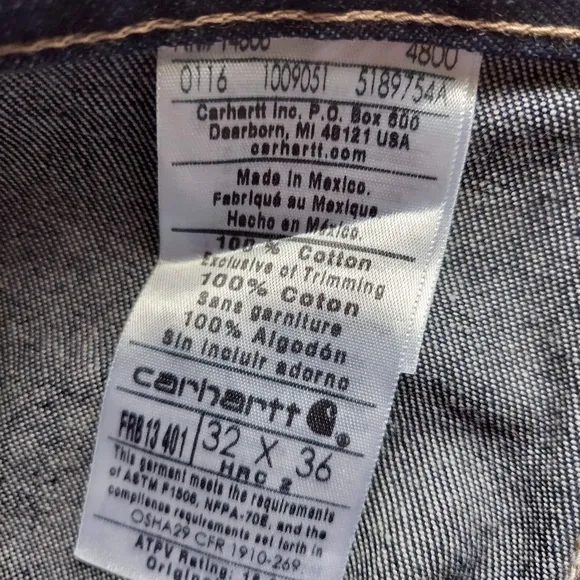 4800
0116 1009051 5189754A
Carhartt Inc, P.O. Box 600
Dearborn, MI 48121 USA
carhartt.com
Made in Mexico.
Fabriqué au Mexique
Hecho en México.
100 % Cotton
Exclusive of Trimming
100% Coton
Sans garniture
100% Algodón
Sin incluir adorno
carhartt ®
FRB 13 401 32 X 36
HRC 2
This garment meets the requirements
of ASTM F1506, NFPA-70E, and the
compliance requirements set forth in
OSHA29 CFR 1910-269.
ATPV Rating:
Origin